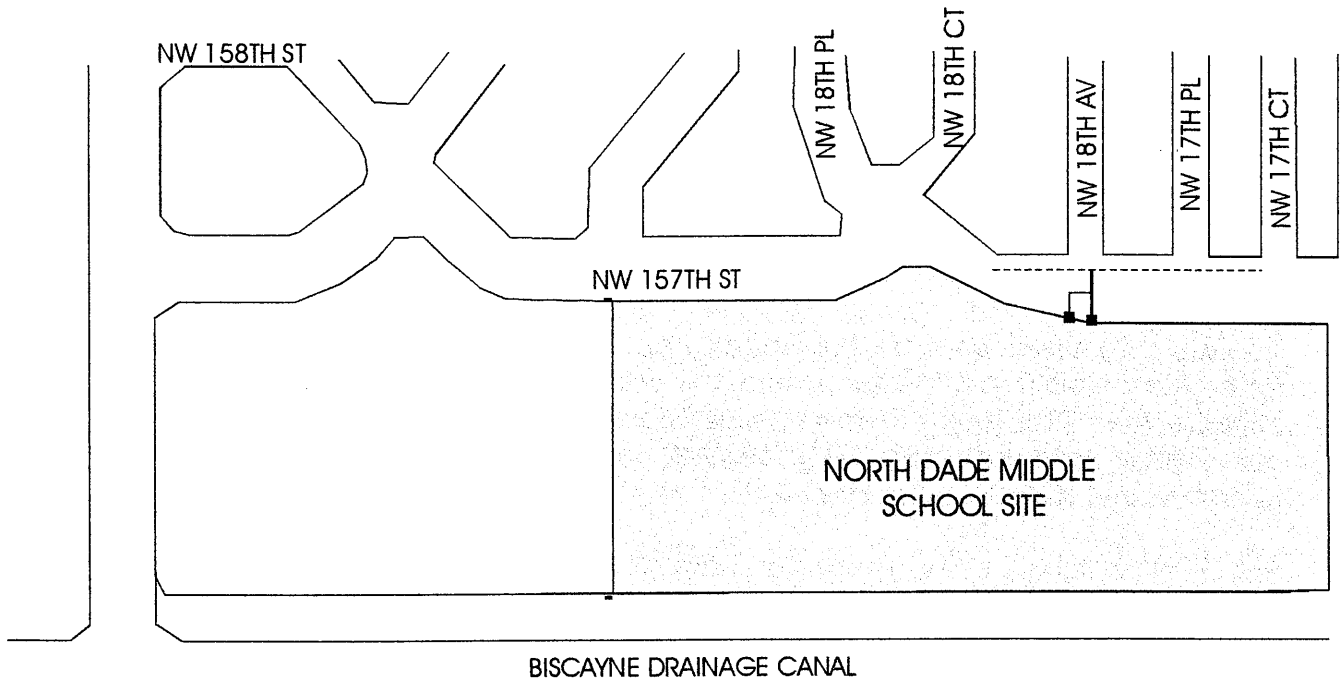 NW 158TH ST
NW 18TH PL
NW 18TH CT
NW 18TH AV
NW 17TH PL
NW 17TH CT
NW 157TH ST
NORTH DADE MIDDLE
SCHOOL SITE
BISCAYNE DRAINAGE CANAL